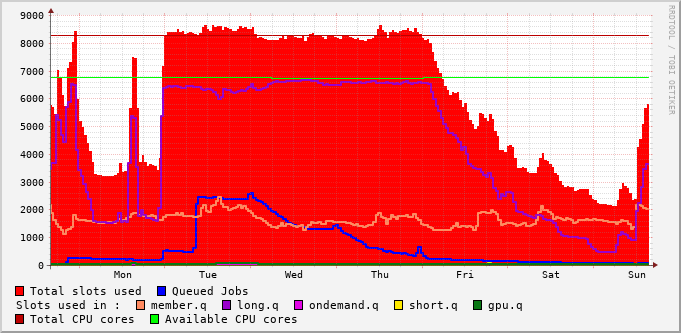 9000
8000
7000
6000
5000
4000
3000
2000
1000
0
Mon Tue Wed Thu Fri Sat Sun
RRDTOOL / TOBI OETIKER
Total slots used Queued Jobs
Slots used in : member.q long.q ondemand.q short.q gpu.q
Total CPU cores Available CPU cores